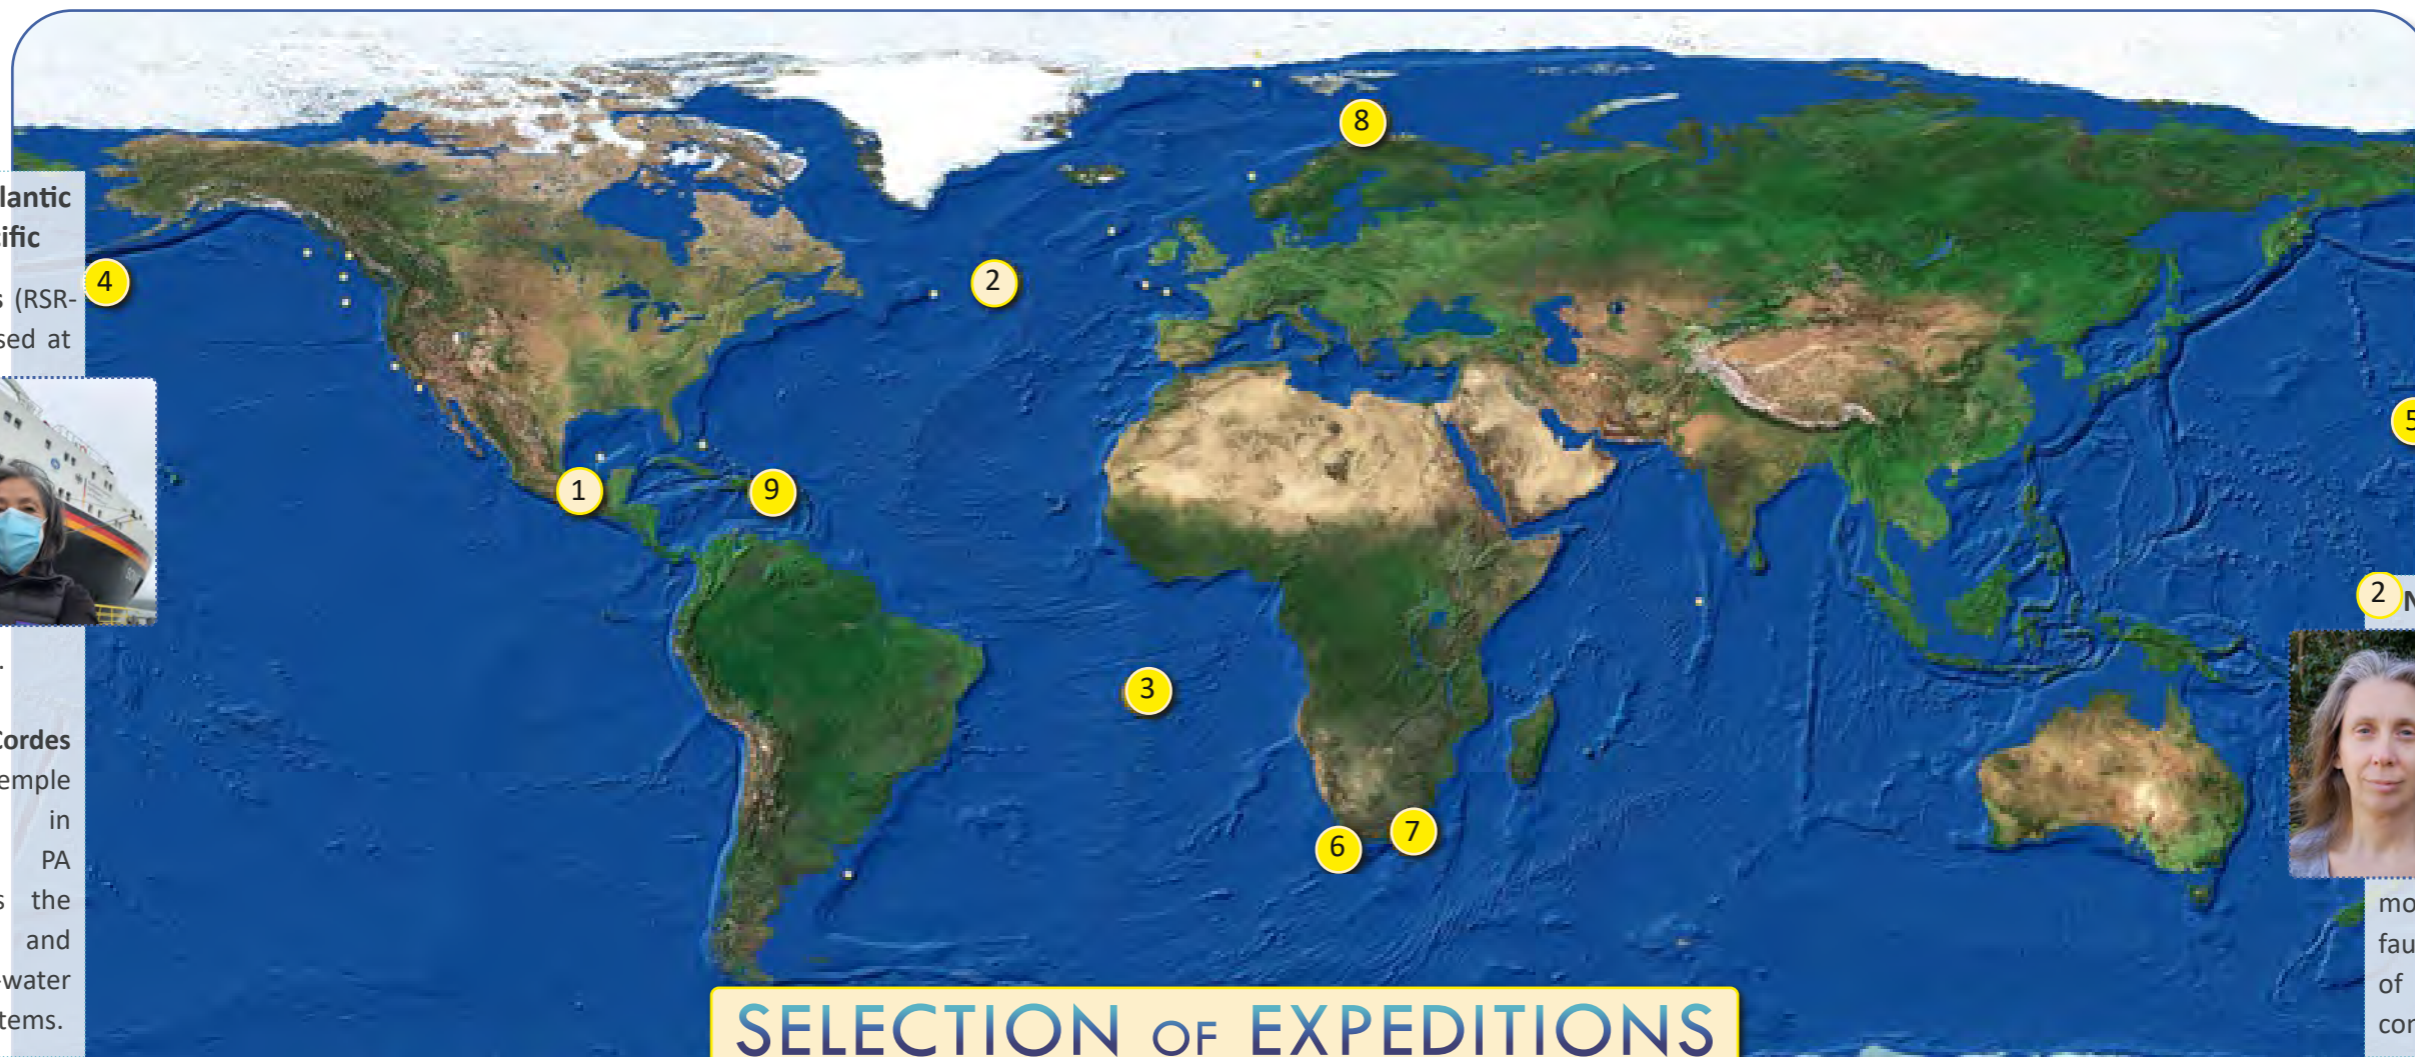 8
lantic
ific
2
4
s (RSR-
sed at
5
1
9
2 N
.
3
Cordes
emple
in
7
6
PA
s the
mo
and
fau
-water
of
tems.
con
SELECTION OF EXPEDITIONS